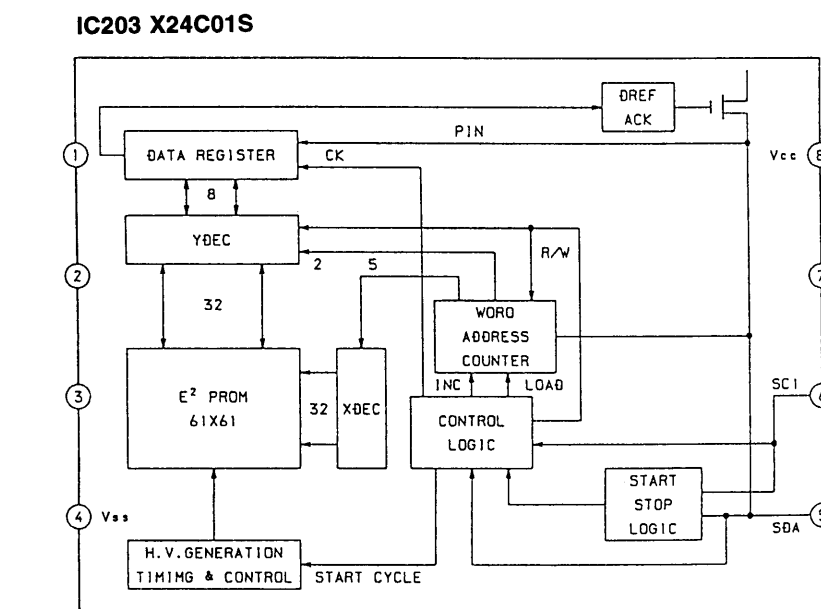 IC203 X24C01S
DREF
ACK
PIN
1
DATA REGISTER
CK
Vcc
8
8
YDEC
R/W
2
5
2
7
32
WORD
ADDRESS
COUNTER
INC
LOAD
SCI
3
E² PROM
61X61
32
XDEC
CONTROL
LOGIC
6
START
STOP
LOGIC
4
Vss
SDA
5
H.V.GENERATION
TIMIMG & CONTROL
START CYCLE